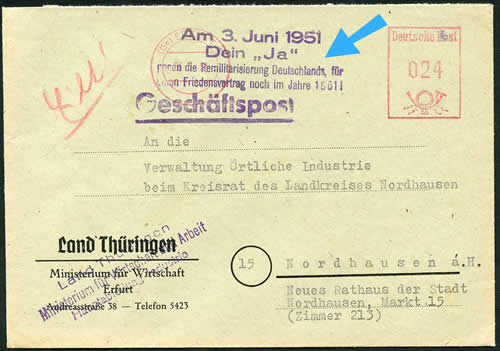 Am 3. Juni 1951
Dein „Ja"
gegen die Remilitarisierung Deutschlands, für
einen Friedensvertrag noch im Jahre 1951!
Geschäftspost
Deutsche Post
024
An die
Verwaltung Örtliche Industrie
beim Kreisrat des Landkreises Nordhausen
Land Thüringen
Ministerium für Wirtschaft
Erfurt
Andreasstraße 38 — Telefon 5423
Land Thüringen
Ministerium für Wirtschaft und Arbeit
15
Nordhausen a.H.
Neues Rathaus der Stadt
Nordhausen, Markt 15
(Zimmer 213)